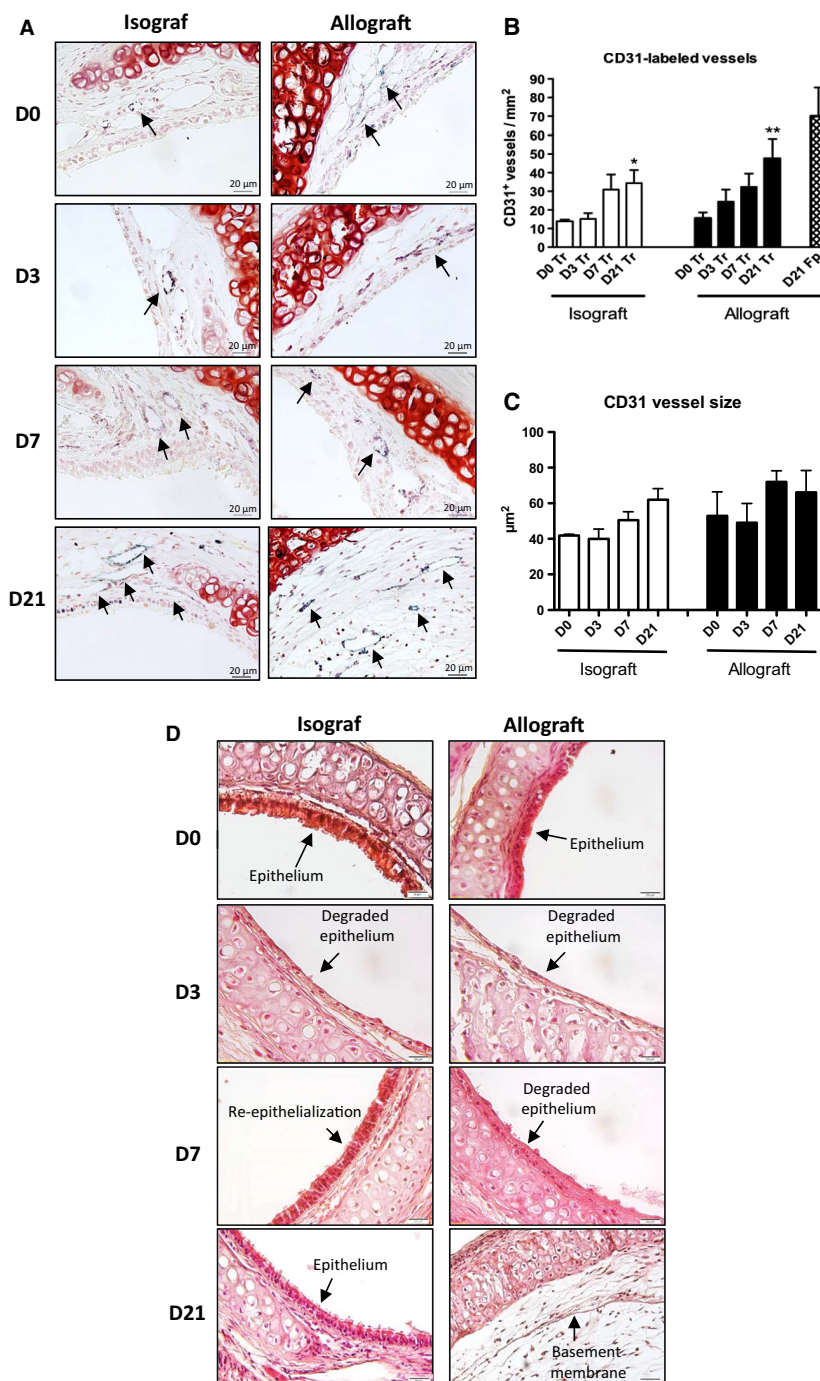 A
Isograf
Allograft
D0
20 µm
20 µm
D3
20 µm
20 µm
D7
20 µm
20 µm
D21
20 µm
20 µm
B
CD31-labeled vessels
CD31+ vessels / mm²
90
80
70
60
50
40
30
20
10
0
*
**
D0 Tr
D3 Tr
D7 Tr
D21 Tr
D0 Tr
D3 Tr
D7 Tr
D21 Tr
D21 Fp
Isograft
Allograft
C
CD31 vessel size
µm²
100
80
60
40
20
0
D0
D3
D7
D21
D0
D3
D7
D21
Isograft
Allograft
D
Isograf
Allograft
D0
Epithelium
Epithelium
D3
Degraded
epithelium
Degraded
epithelium
D7
Re-epithelialization
Degraded
epithelium
D21
Epithelium
Basement
membrane